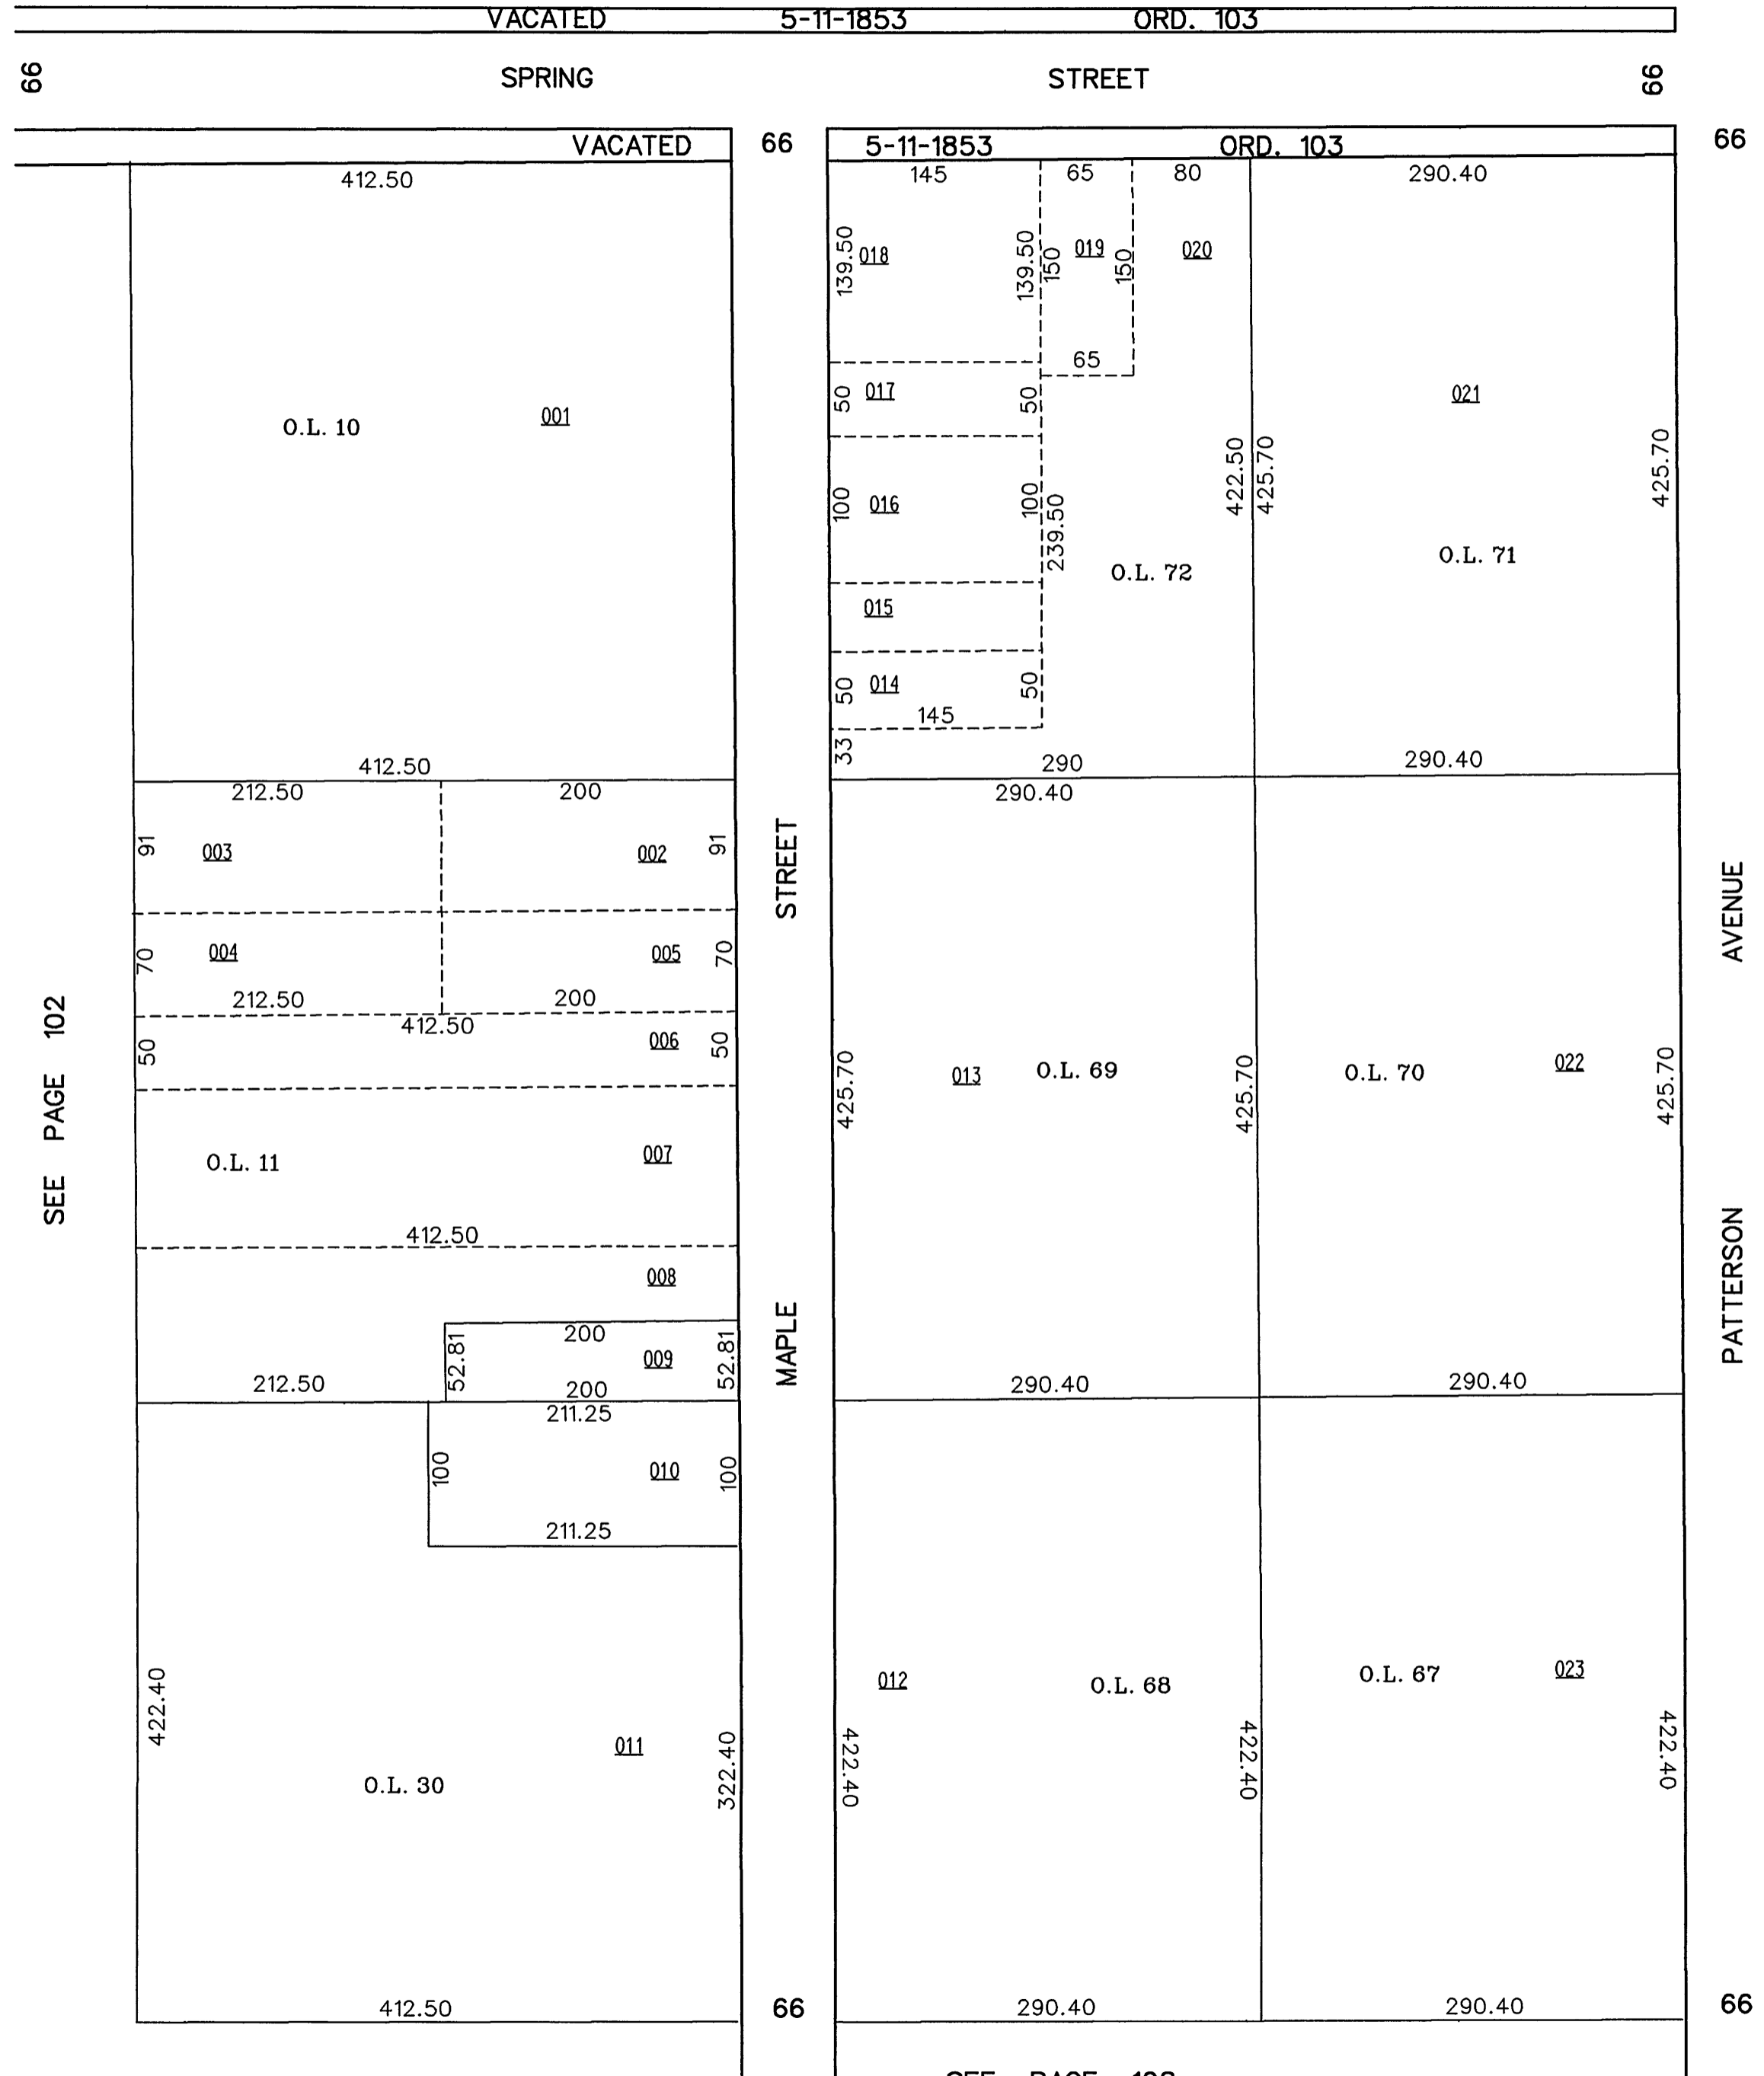 VACATED 5-11-1853 ORD. 103
66 SPRING STREET 66
VACATED 66 5-11-1853 ORD. 103 66
412.50 145 65 80 290.40
139.50 018 139.50 150 019 150 020
65
50 017 50 021
O.L. 10 001
422.50 425.70 425.70
100 016 100 239.50
O.L. 72 O.L. 71
015
50 014 50
145
33
412.50 290 290.40
212.50 200 290.40
91 003 002 91
STREET AVENUE
70 004 005 70
212.50 200
412.50
50 006 50
SEE PAGE 102
425.70 013 O.L. 69 425.70 O.L. 70 022 425.70
O.L. 11 007
412.50
008
MAPLE PATTERSON
200
52.81 009 52.81
212.50 200 290.40 290.40
211.25
100 010 100
211.25
012 O.L. 68 O.L. 67 023
422.40 011 322.40 422.40 422.40 422.40
O.L. 30
412.50 66 290.40 290.40 66